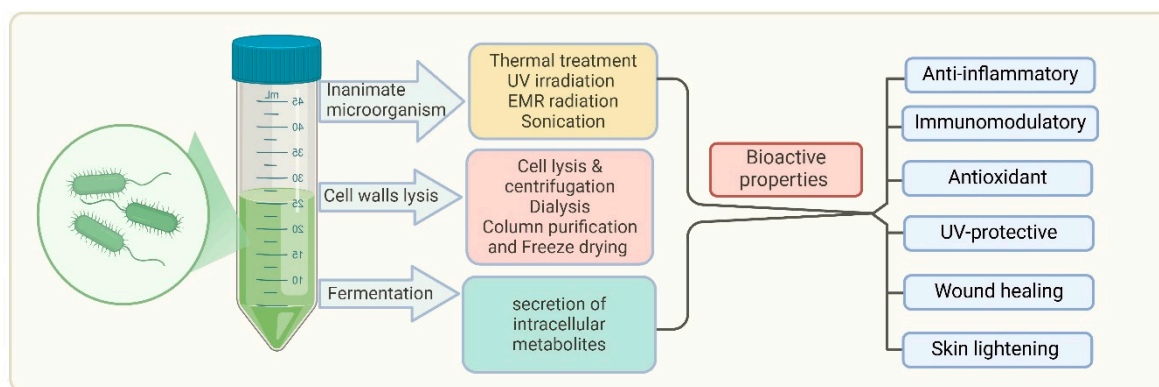 mL
45
40
35
30
25
20
15
10
Inanimate
microorganism
Cell walls lysis
Fermentation
Thermal treatment
UV irradiation
EMR radiation
Sonication
Cell lysis &
centrifugation
Dialysis
Column purification
and Freeze drying
secretion of
intracellular
metabolites
Bioactive
properties
Anti-inflammatory
Immunomodulatory
Antioxidant
UV-protective
Wound healing
Skin lightening